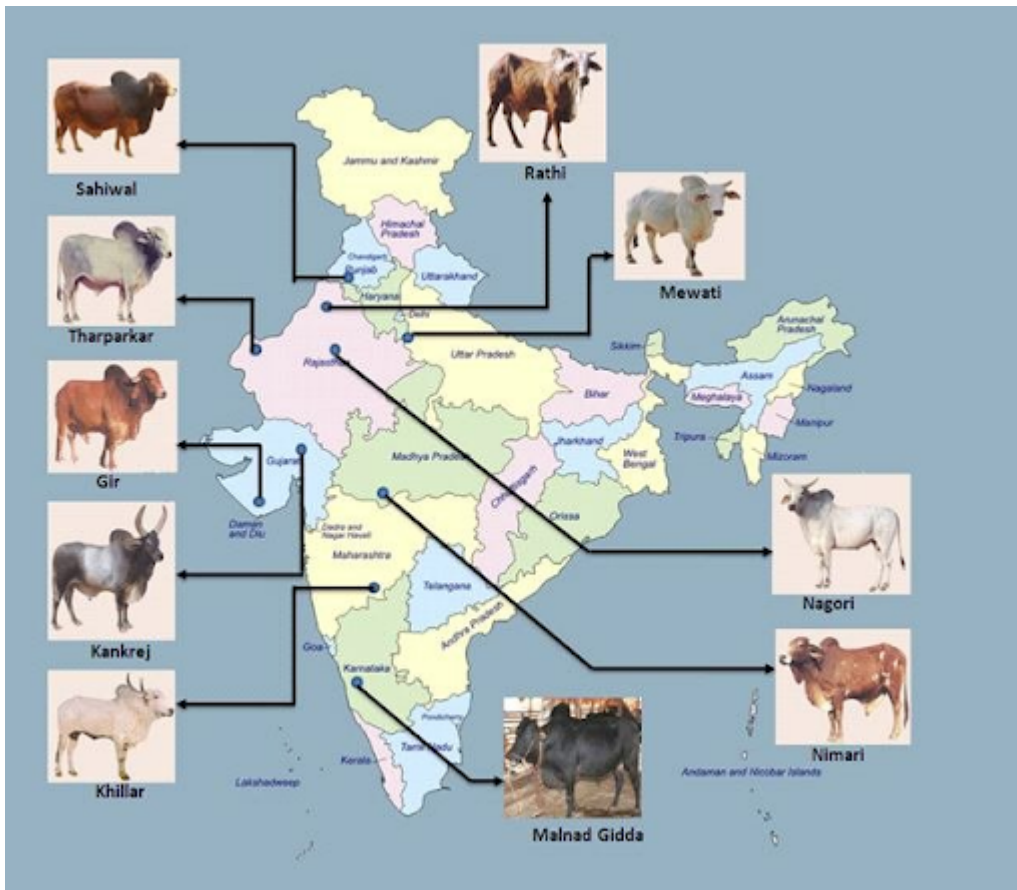 Sahiwal
Rathi
Mewati
Tharparkar
Gir
Kankrej
Khillar
Malnad Gidda
Nagori
Nimari
Jammu and Kashmir
Himachal
Pradesh
Chandigarh
Punjab
Uttarakhand
Haryana
Delhi
Rajasthan
Uttar Pradesh
Sikkim
Arunachal
Pradesh
Assam
Nagaland
Meghalaya
Manipur
Tripura
Mizoram
Bihar
Jharkhand
West
Bengal
Gujarat
Madhya Pradesh
Chhattisgarh
Orissa
Daman
and Diu
Dadra and
Nagar Haveli
Maharashtra
Telangana
Andhra Pradesh
Goa
Karnataka
Pondicherry
Tamil Nadu
Kerala
Lakshadweep
Andaman and Nicobar Islands